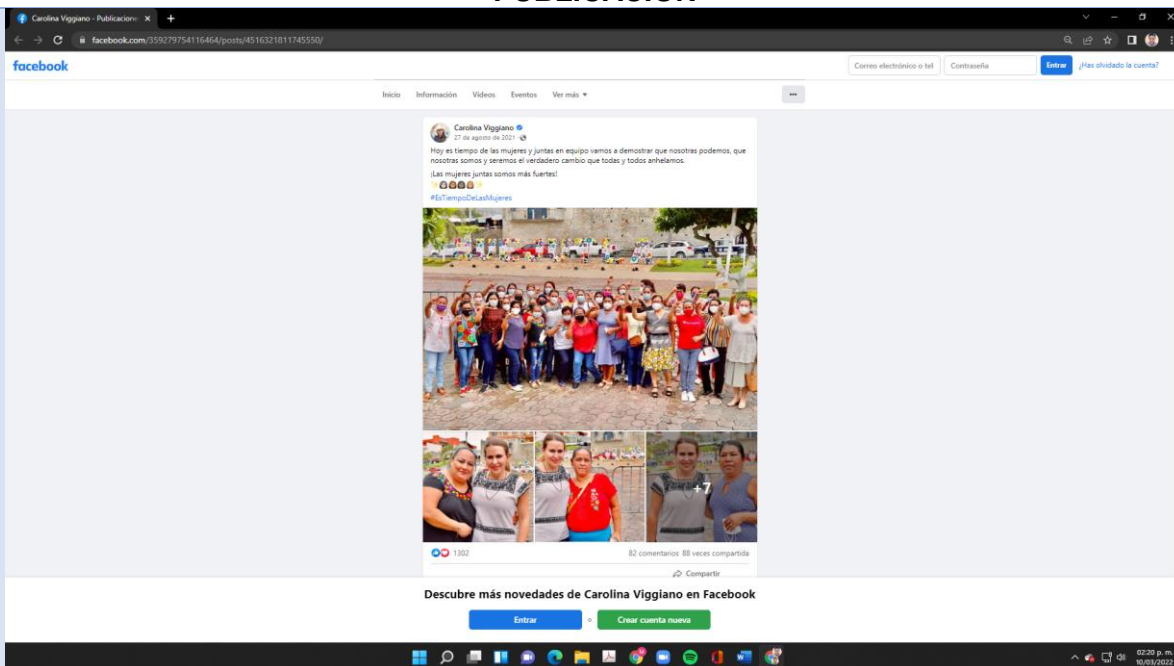 Carolina Viggiano - Publicacione
facebook.com/359279754116464/posts/4516321811745550/
facebook
Correo electrónico o tel
Contraseña
Entrar
¿Has olvidado la cuenta?
Inicio Información Vídeos Eventos Ver más
Carolina Viggiano
27 de agosto de 2021
Hoy es tiempo de las mujeres y juntas en equipo vamos a demostrar que nosotras podemos, que
nosotras somos y seremos el verdadero cambio que todas y todos anhelamos.
¡Las mujeres juntas somos más fuertes!
#EsTiempoDeLasMujeres
+7
1302
82 comentarios 88 veces compartida
Compartir
Descubre más novedades de Carolina Viggiano en Facebook
Entrar
o
Crear cuenta nueva
02:20 p. m.
10/03/2022